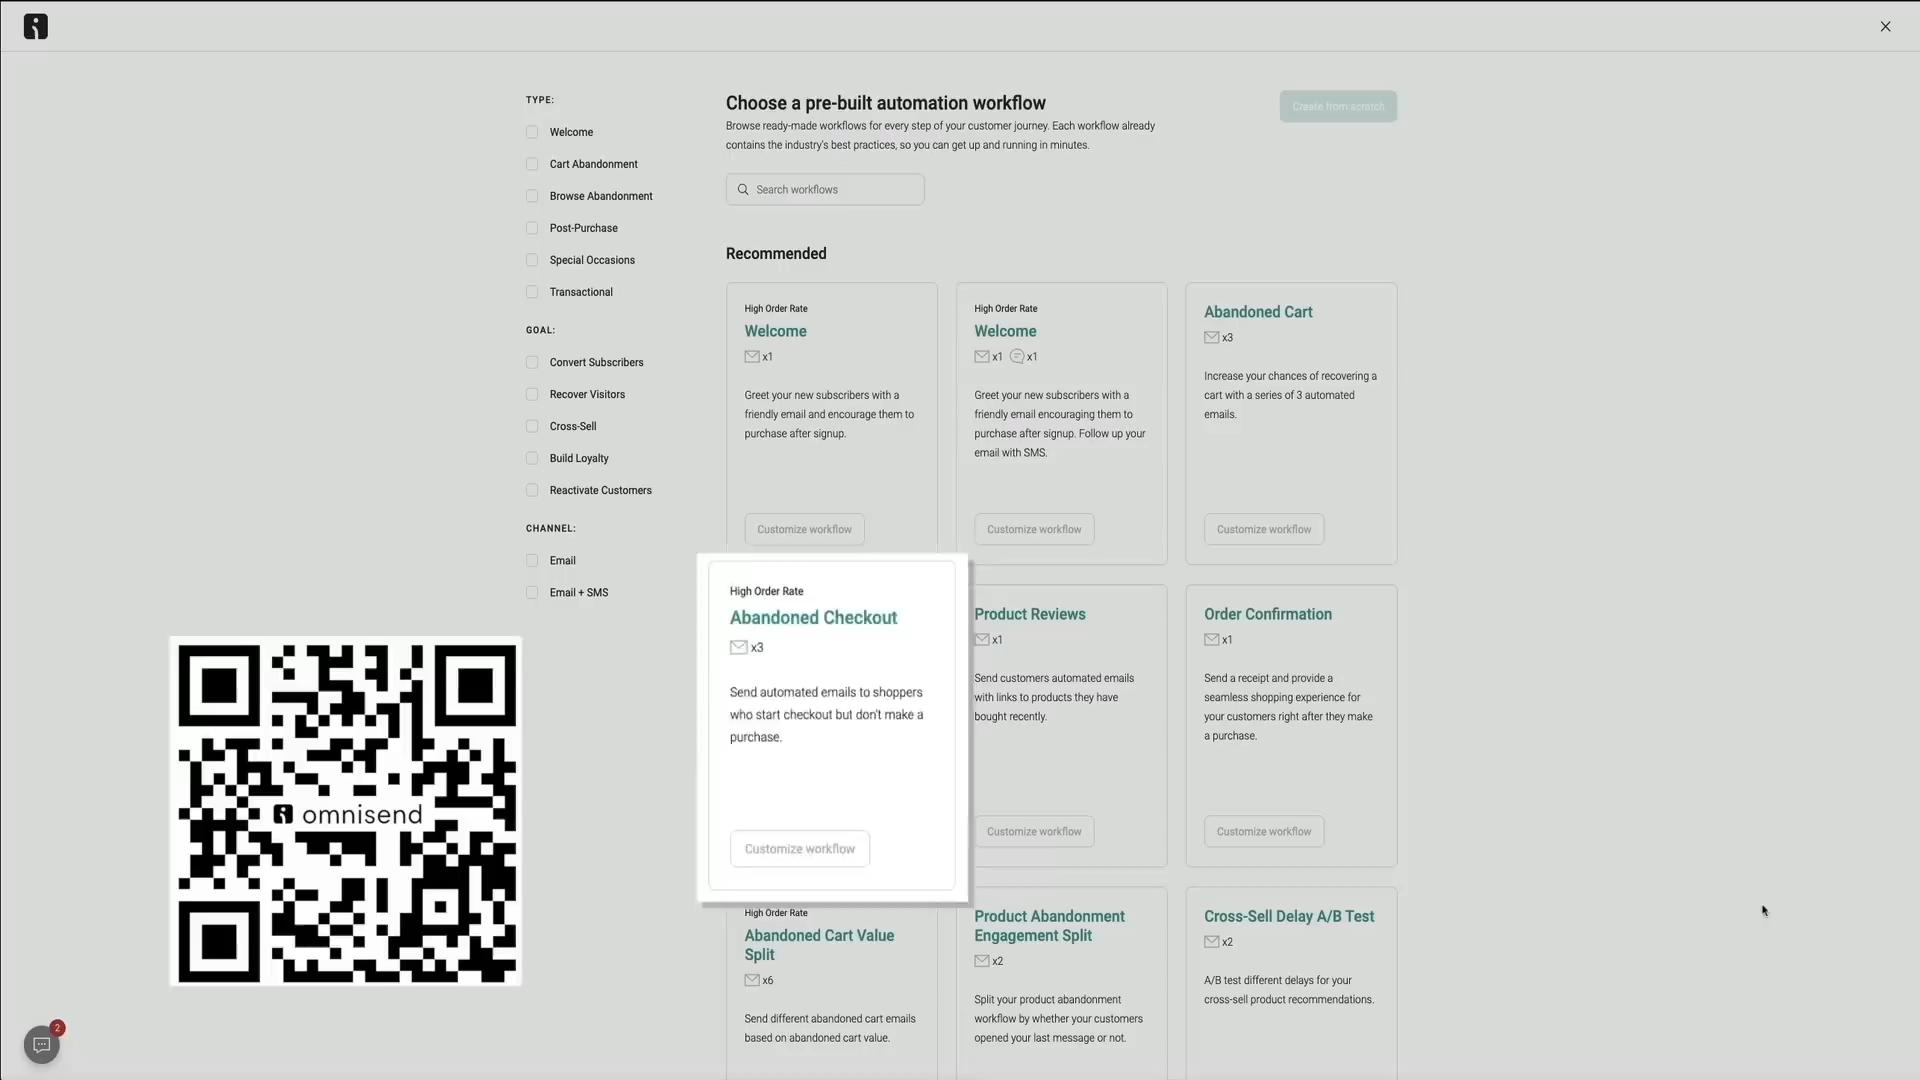 TYPE:
Welcome
Cart Abandonment
Browse Abandonment
Post-Purchase
Special Occasions
Transactional
GOAL:
Convert Subscribers
Recover Visitors
Cross-Sell
Build Loyalty
Reactivate Customers
CHANNEL:
Email
Email + SMS
Choose a pre-built automation workflow
Browse ready-made workflows for every step of your customer journey. Each workflow already
contains the industry's best practices, so you can get up and running in minutes.
Create from scratch
Search workflows
Recommended
High Order Rate
Welcome
x1
Greet your new subscribers with a
friendly email and encourage them to
purchase after signup.
Customize workflow
High Order Rate
Welcome
x1 x1
Greet your new subscribers with a
friendly email encouraging them to
purchase after signup. Follow up your
email with SMS.
Customize workflow
Abandoned Cart
x3
Increase your chances of recovering a
cart with a series of 3 automated
emails.
Customize workflow
High Order Rate
Abandoned Checkout
x3
Send automated emails to shoppers
who start checkout but don't make a
purchase.
Customize workflow
Product Reviews
x1
Send customers automated emails
with links to products they have
bought recently.
Customize workflow
Order Confirmation
x1
Send a receipt and provide a
seamless shopping experience for
your customers right after they make
a purchase.
Customize workflow
High Order Rate
Abandoned Cart Value
Split
x6
Send different abandoned cart emails
based on abandoned cart value.
Product Abandonment
Engagement Split
x2
Split your product abandonment
workflow by whether your customers
opened your last message or not.
Cross-Sell Delay A/B Test
x2
A/B test different delays for your
cross-sell product recommendations.
omnisend
2